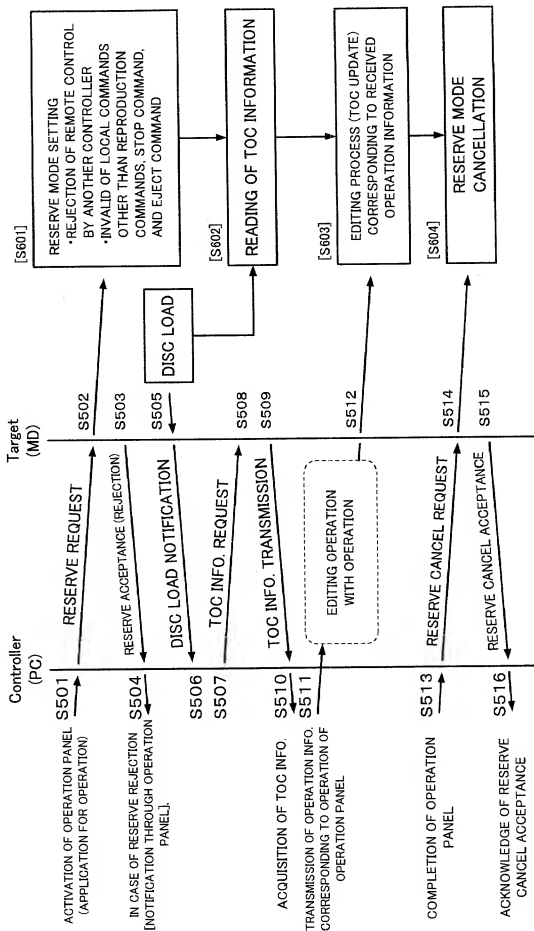 Controller
(PC)
Target
(MD)
S501
ACTIVATION OF OPERATION PANEL
(APPLICATION FOR OPERATION)
RESERVE REQUEST
S502
[S601]
RESERVE MODE SETTING
・REJECTION OF REMOTE CONTROL
BY ANOTHER CONTROLLER
・INVALID OF LOCAL COMMANDS
OTHER THAN REPRODUCTION
COMMANDS, STOP COMMAND,
AND EJECT COMMAND
S503
RESERVE ACCEPTANCE (REJECTION)
S504
IN CASE OF RESERVE REJECTION
[NOTIFICATION THROUGH OPERATION
PANEL].
S505
DISC LOAD
DISC LOAD NOTIFICATION
S506
S507
TOC INFO. REQUEST
S508
[S602]
READING OF TOC INFORMATION
S509
TOC INFO. TRANSMISSION
S510
ACQUISITION OF TOC INFO.
S511
TRANSMISSION OF OPERATION INFO.
CORRESPONDING TO OPERATION OF
OPERATION PANEL
EDITING OPERATION
WITH OPERATION
S512
[S603]
EDITING PROCESS (TOC UPDATE)
CORRESPONDING TO RECEIVED
OPERATION INFORMATION
S513
COMPLETION OF OPERATION
PANEL
RESERVE CANCEL REQUEST
S514
[S604]
RESERVE MODE
CANCELLATION
S515
RESERVE CANCEL ACCEPTANCE
S516
ACKNOWLEDGE OF RESERVE
CANCEL ACCEPTANCE